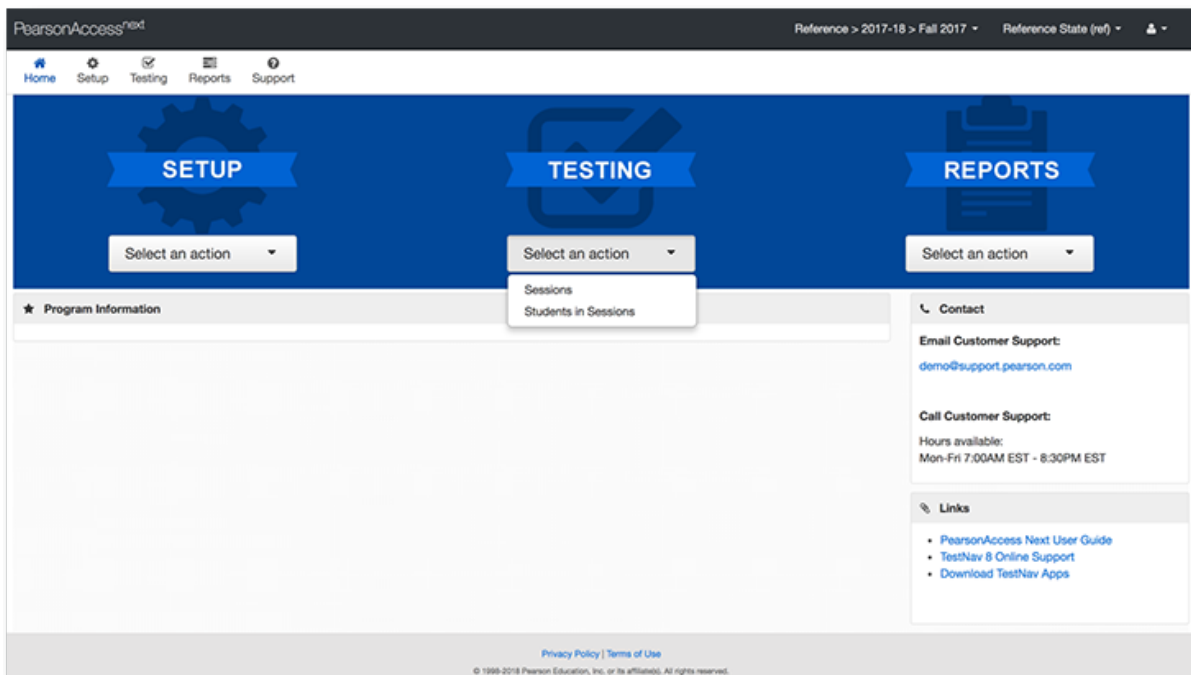 PearsonAccessnext
Reference > 2017-18 > Fall 2017
Reference State (ref)
Home
Setup
Testing
Reports
Support
SETUP
TESTING
REPORTS
Select an action
Select an action
Select an action
Sessions
Students in Sessions
Program Information
Contact
Email Customer Support:
demo@support.pearson.com
Call Customer Support:
Hours available:
Mon-Fri 7:00AM EST - 8:30PM EST
Links
PearsonAccess Next User Guide
TestNav 8 Online Support
Download TestNav Apps
Privacy Policy | Terms of Use
© 1998-2018 Pearson Education, Inc. or its affiliate(s). All rights reserved.